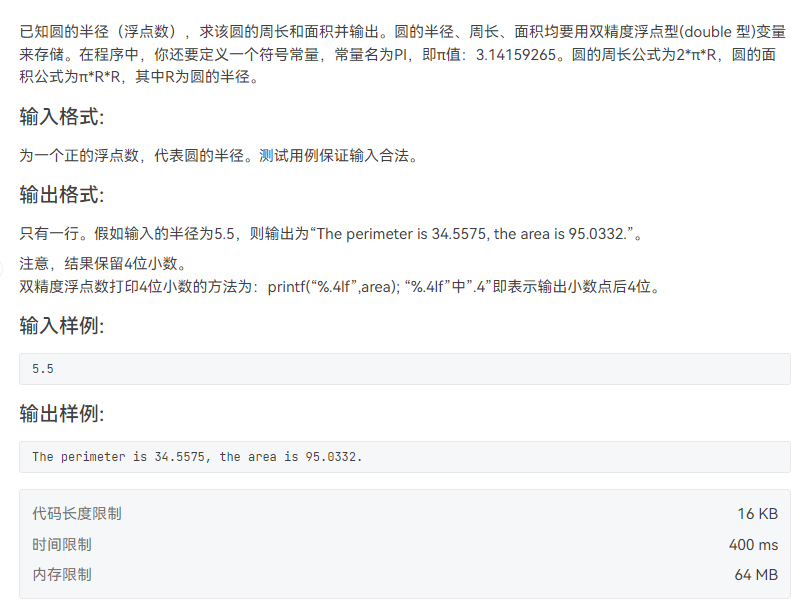 已知圆的半径（浮点数），求该圆的周长和面积并输出。圆的半径、周长、面积均要用双精度浮点型(double 型)变量
来存储。在程序中，你还要定义一个符号常量，常量名为PI，即π值：3.14159265。圆的周长公式为2*π*R，圆的面
积公式为π*R*R，其中R为圆的半径。
输入格式:
为一个正的浮点数，代表圆的半径。测试用例保证输入合法。
输出格式:
只有一行。假如输入的半径为5.5，则输出为“The perimeter is 34.5575, the area is 95.0332.”。
注意，结果保留4位小数。
双精度浮点数打印4位小数的方法为：printf(“%.4lf”,area); “%.4lf”中”.4”即表示输出小数点后4位。
输入样例:
5.5
输出样例:
The perimeter is 34.5575, the area is 95.0332.
代码长度限制 16 KB
时间限制 400 ms
内存限制 64 MB